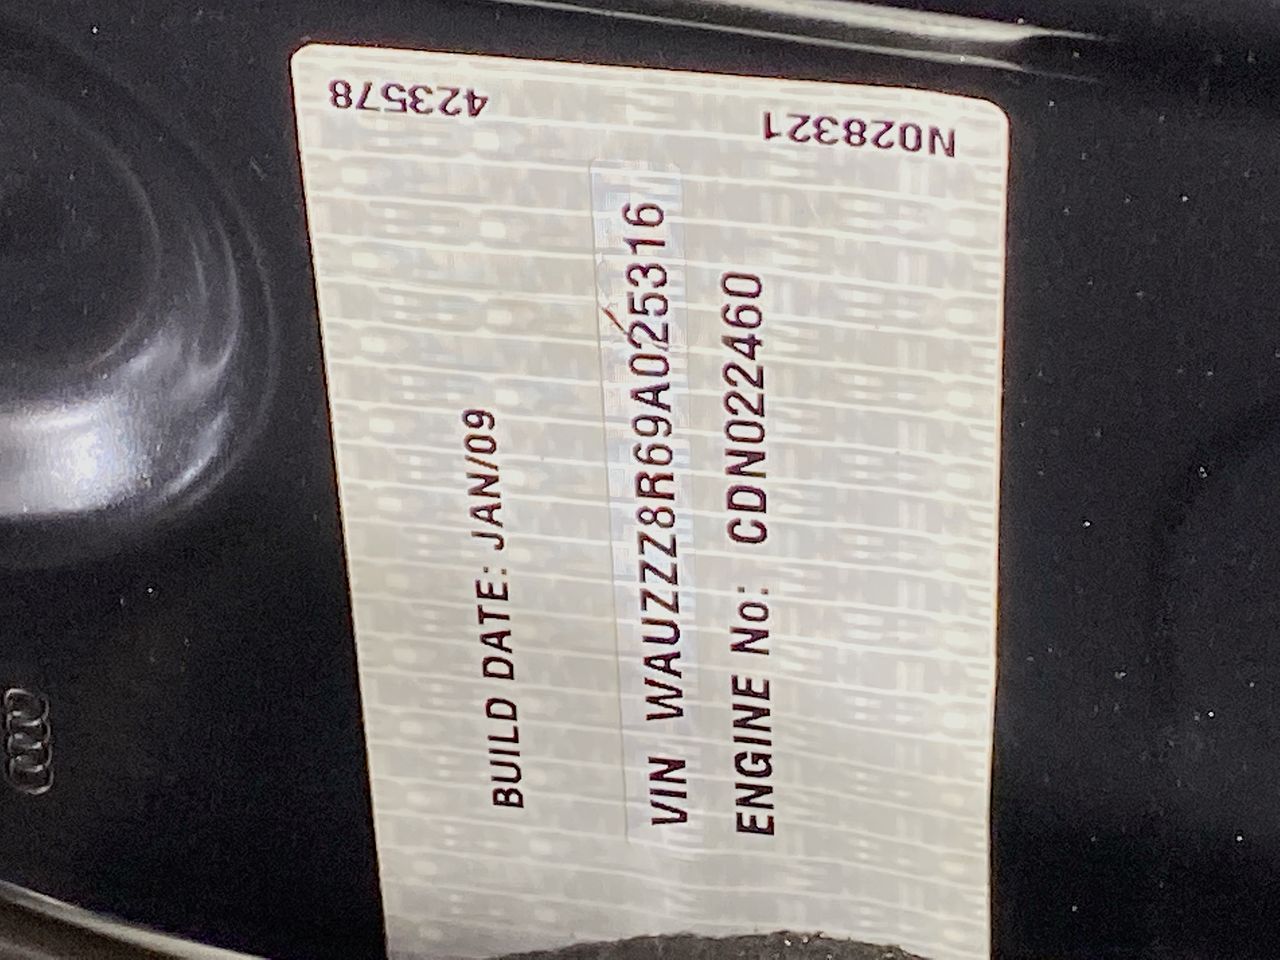 423578
N028321
BUILD DATE: JAN/09
VIN WAUZZZ8R69A025316
ENGINE No: CDN022460